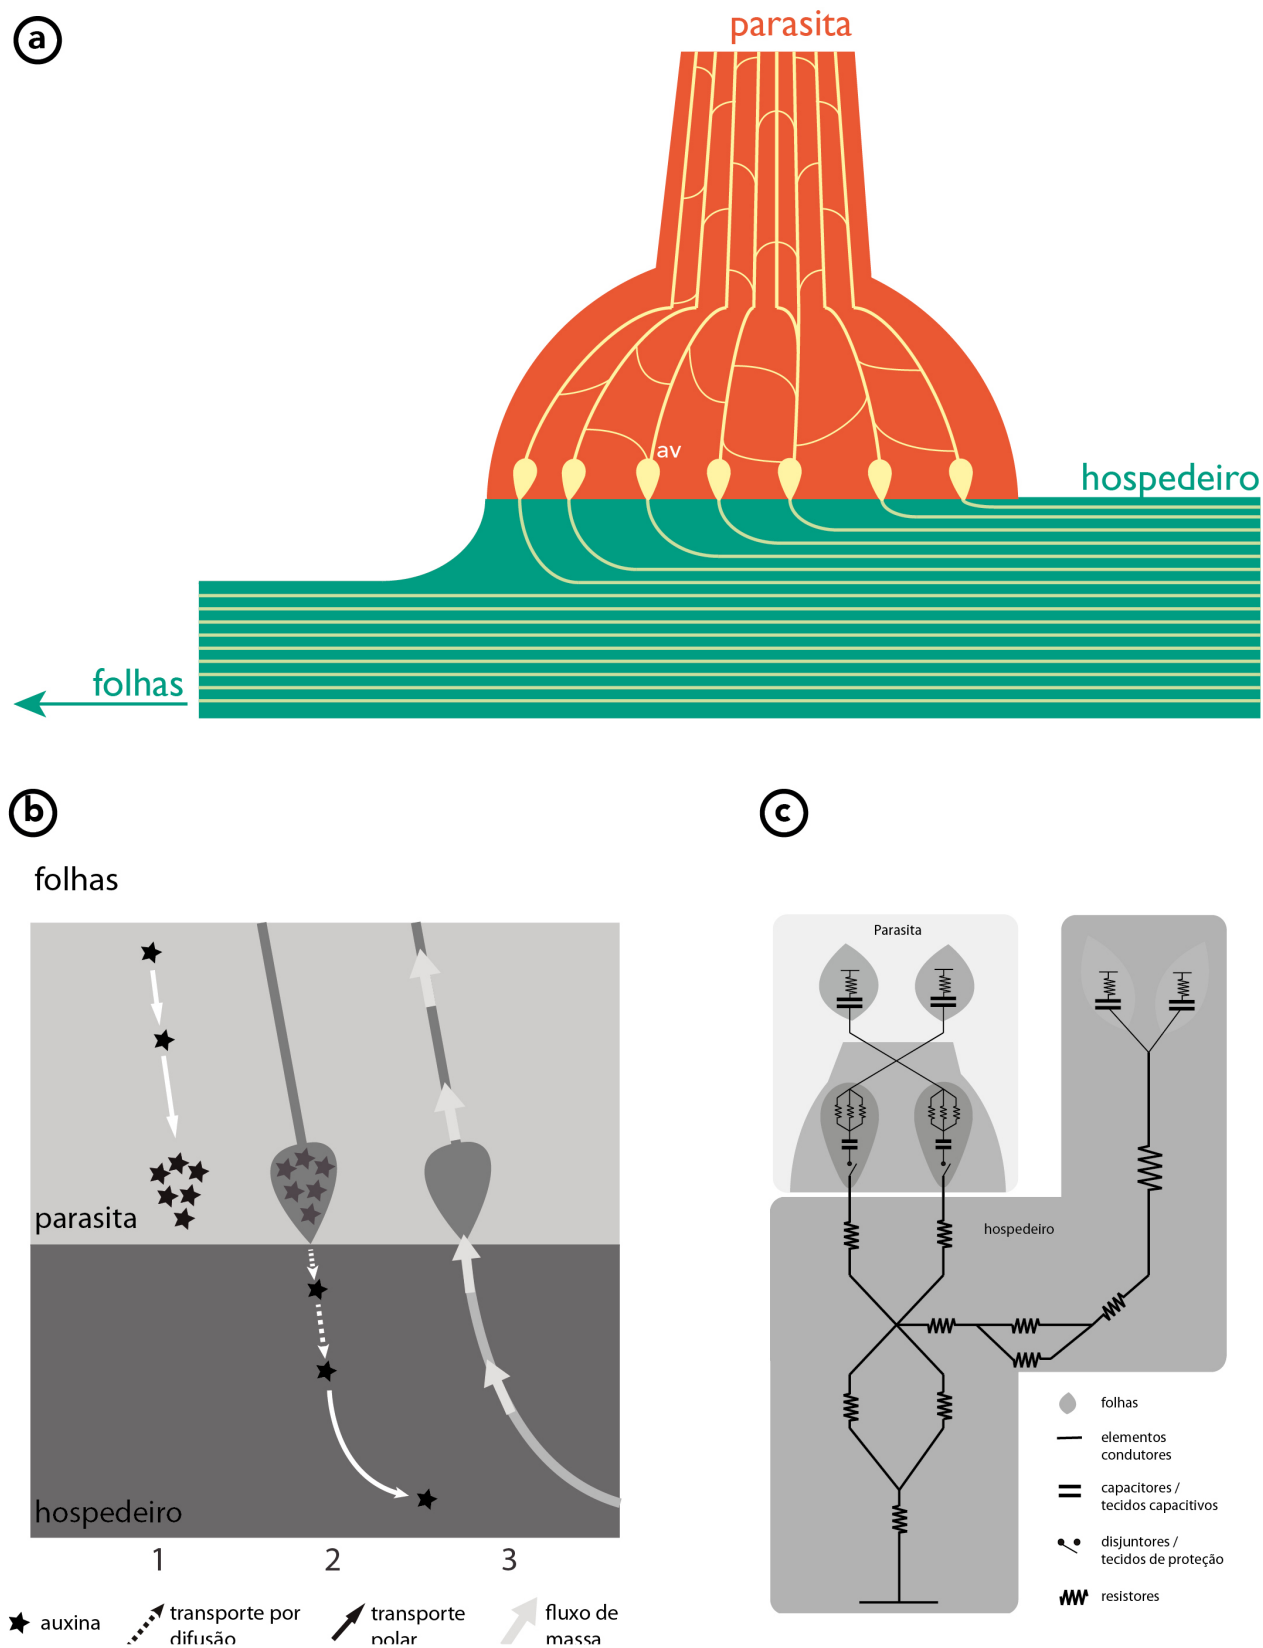 a
parasita
av
hospedeiro
folhas
b
folhas
parasita
hospedeiro
1 2 3
auxina
transporte por
difusão
transporte
polar
fluxo de
massa
c
Parasita
hospedeiro
folhas
elementos
condutores
capacitores /
tecidos capacitivos
disjuntores /
tecidos de proteção
resistores